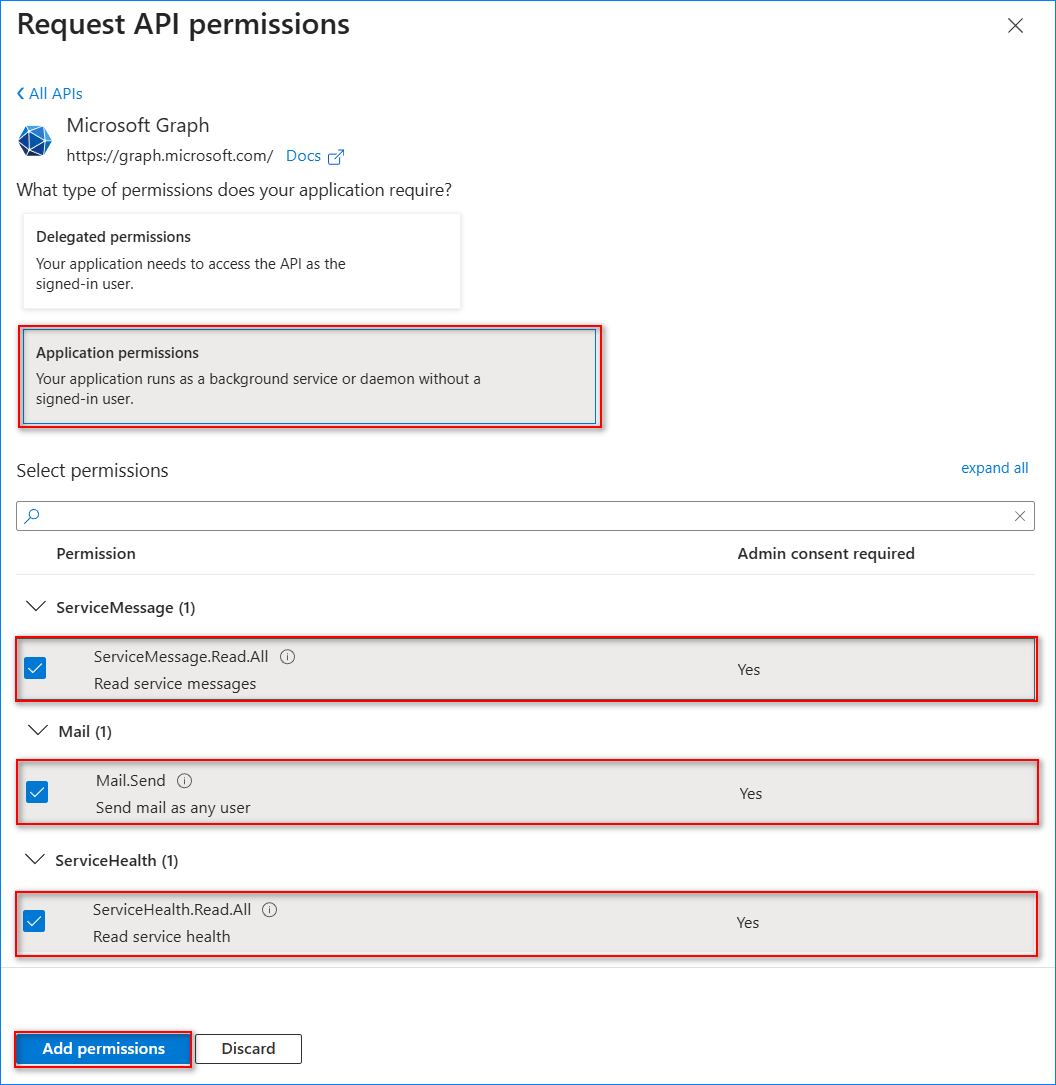 Request API permissions
All APIs
Microsoft Graph
https://graph.microsoft.com/ Docs
What type of permissions does your application require?
Delegated permissions
Your application needs to access the API as the
signed-in user.
Application permissions
Your application runs as a background service or daemon without a
signed-in user.
Select permissions
expand all
Permission Admin consent required
ServiceMessage (1)
ServiceMessage.Read.All
Read service messages
Yes
Mail (1)
Mail.Send
Send mail as any user
Yes
ServiceHealth (1)
ServiceHealth.Read.All
Read service health
Yes
Add permissions Discard